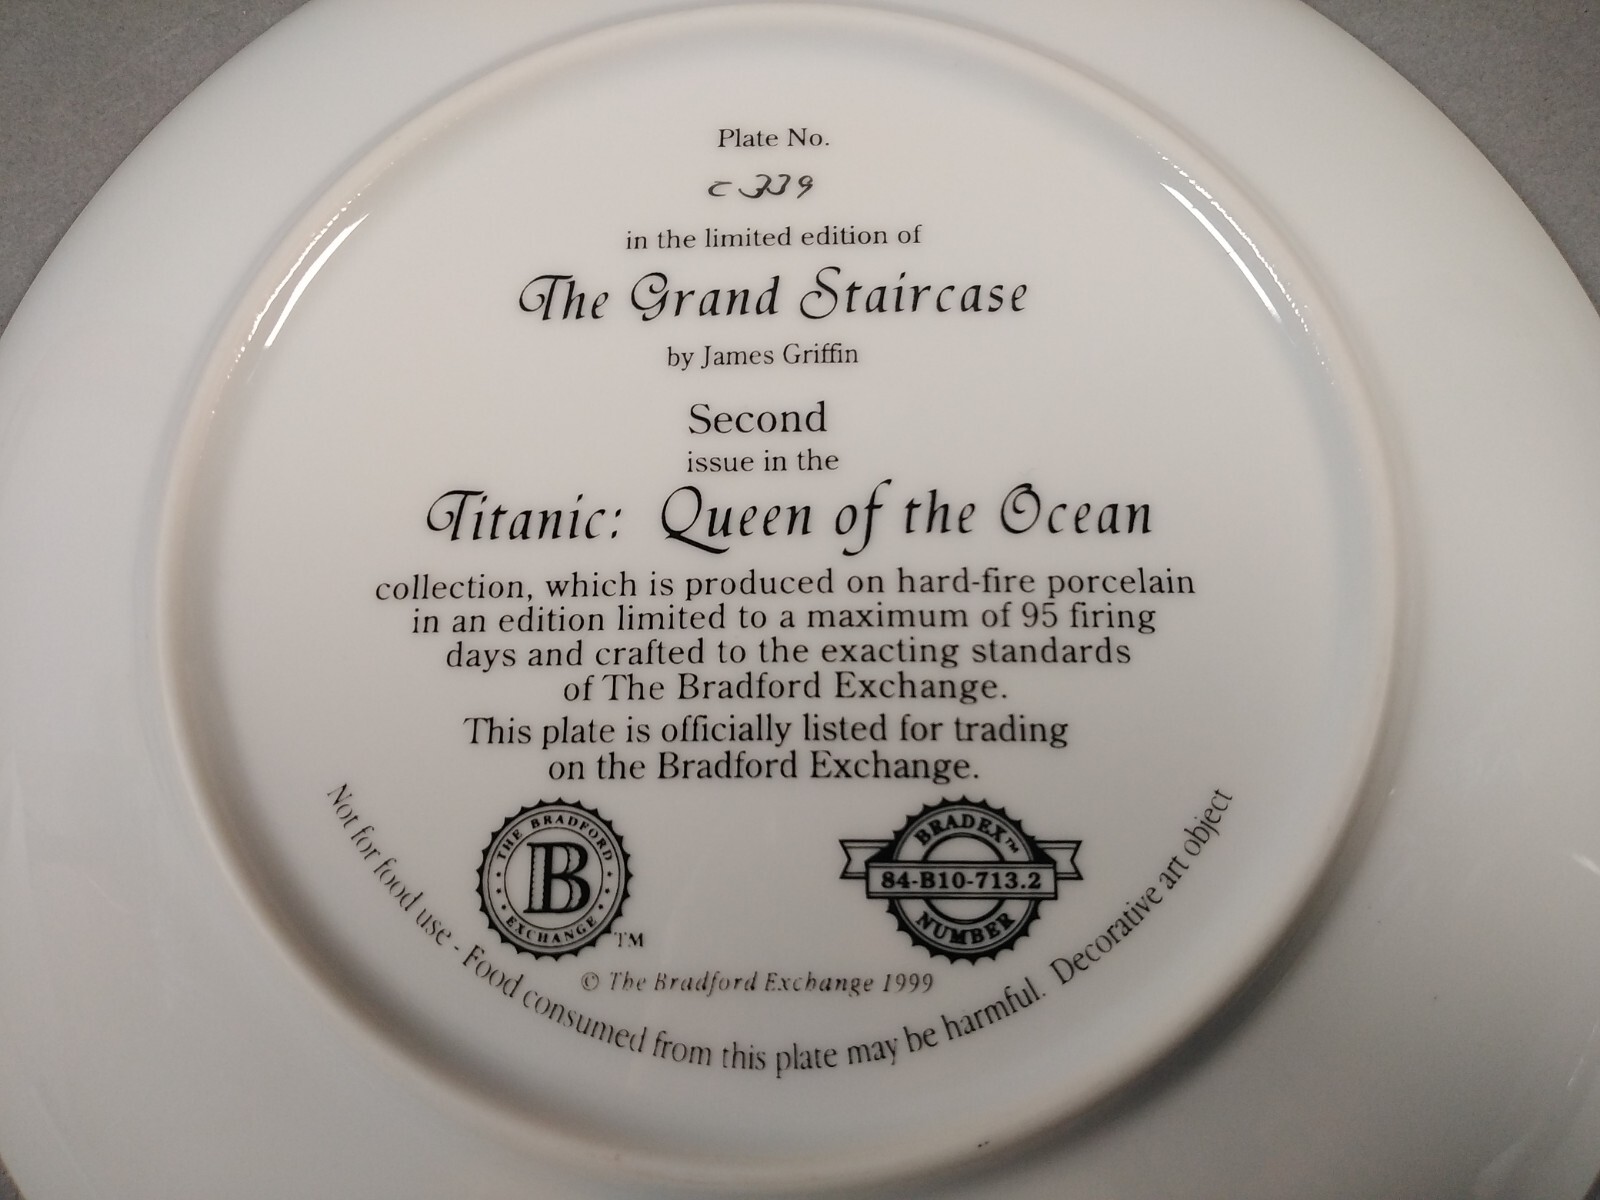 Plate No.
C 339
in the limited edition of
The Grand Staircase
by James Griffin
Second
issue in the
Titanic: Queen of the Ocean
collection, which is produced on hard-fire porcelain
in an edition limited to a maximum of 95 firing
days and crafted to the exacting standards
of The Bradford Exchange.
This plate is officially listed for trading
on the Bradford Exchange.
THE BRADFORD
B
EXCHANGE
TM
BRADEX™
84-B10-713.2
NUMBER
© The Bradford Exchange 1999
Not for food use - Food consumed from this plate may be harmful. Decorative art object